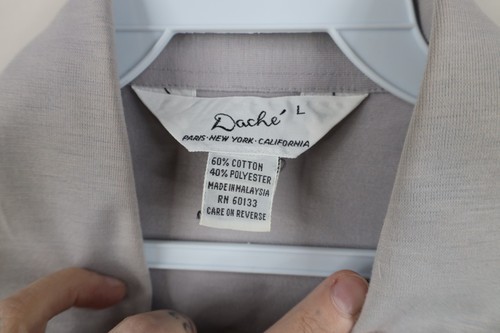 Daché L
PARIS·NEW YORK·CALIFORNIA
60% COTTON
40% POLYESTER
MADE IN MALAYSIA
RN 60133
CARE ON REVERSE